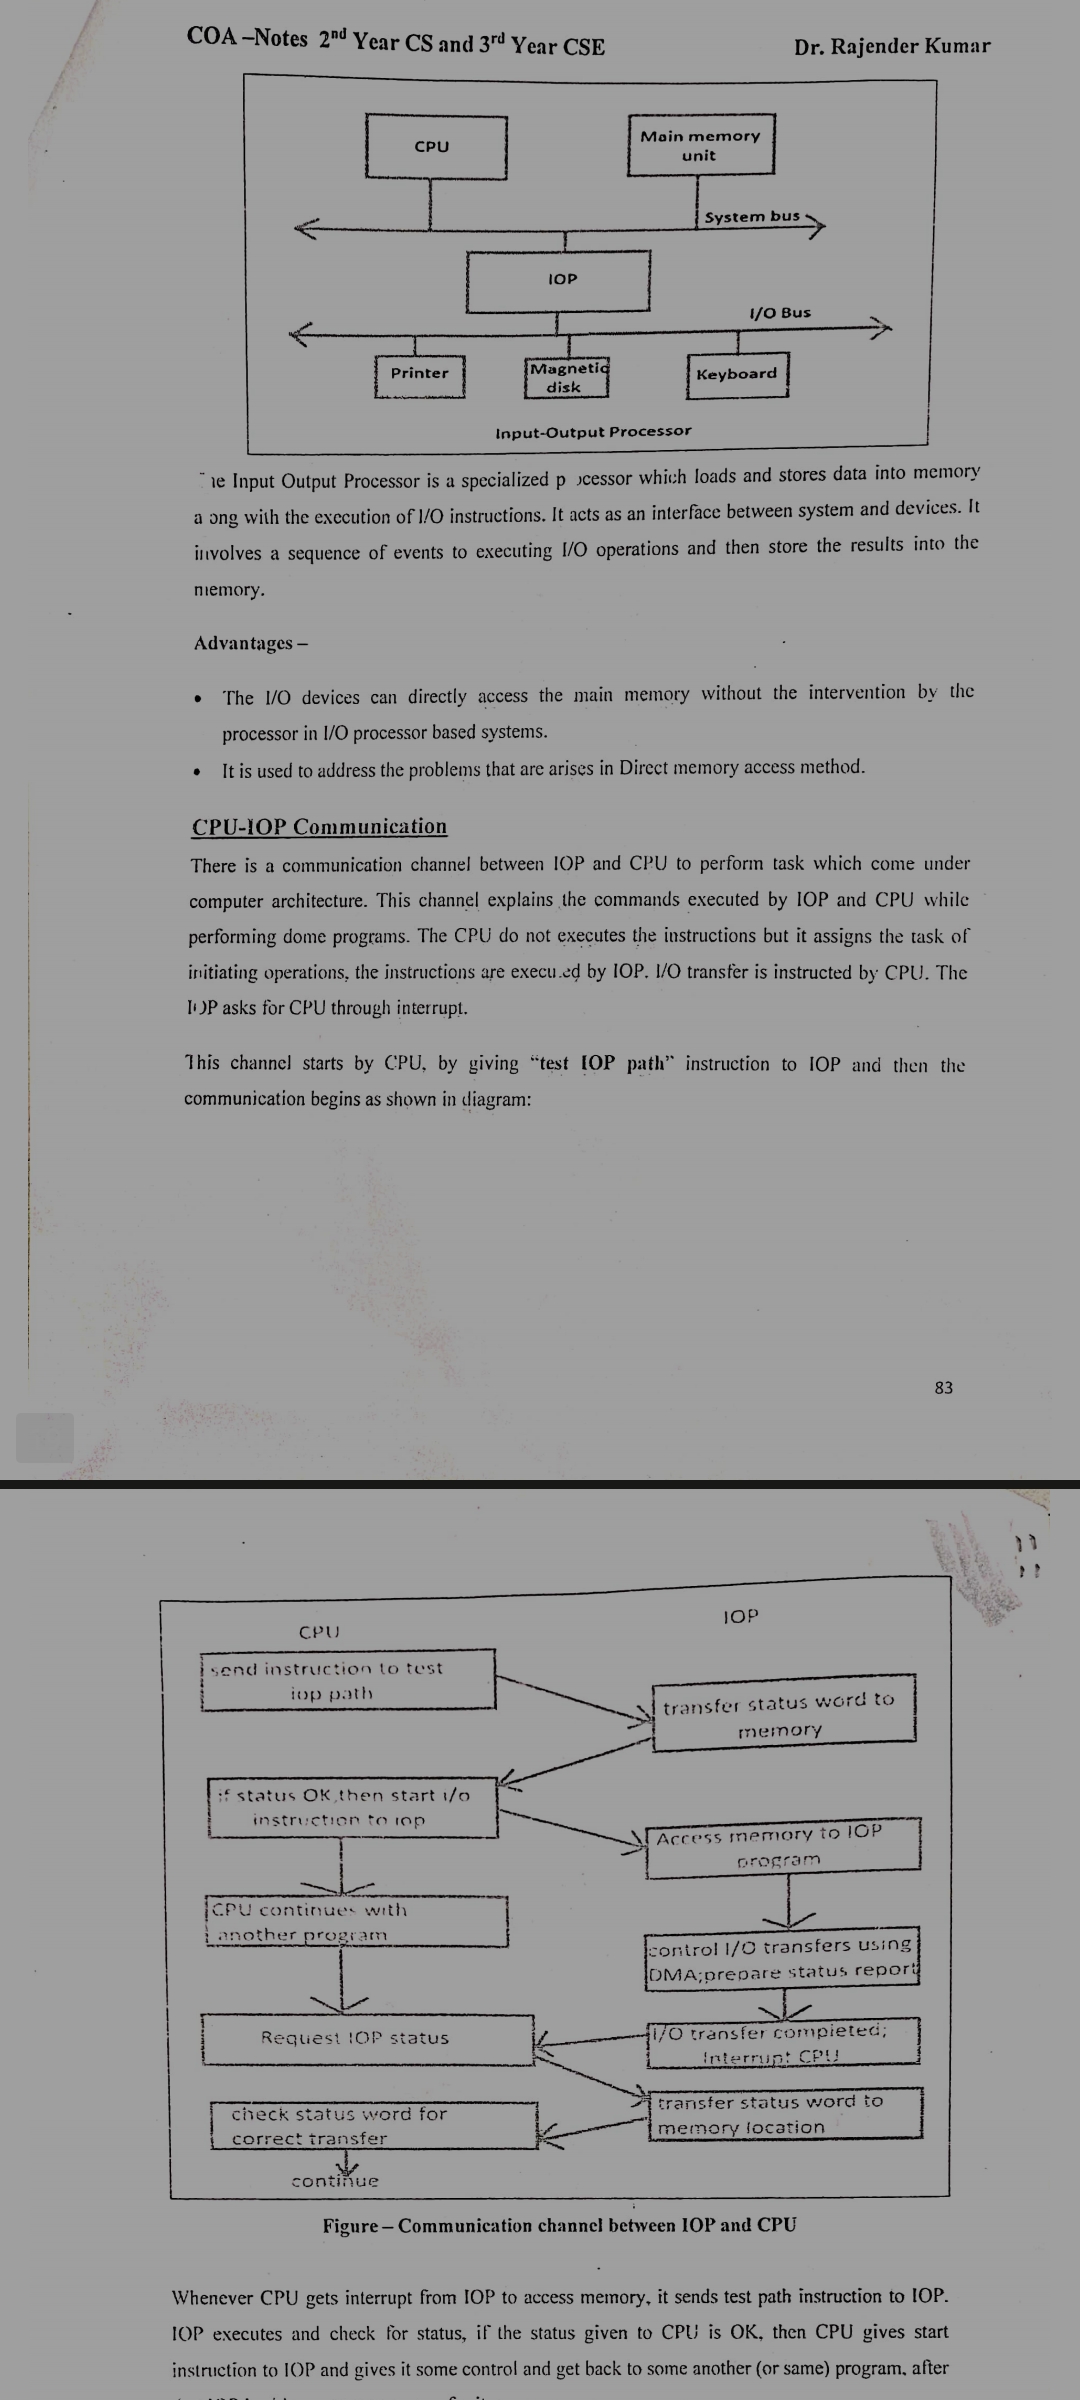 COA –Notes 2nd Year CS and 3rd Year CSE Dr. Rajender Kumar
CPU
Main memory
unit
System bus
IOP
I/O Bus
Printer
Magnetic
disk
Keyboard
Input-Output Processor
Input Output Processor is a specialized which loads and stores data into memory
with the execution of I/O instructions. It acts as an interface between system and devices. It
involves a sequence of events to executing I/O operations and then store the results into the
memory.
Advantages –
• The I/O devices can directly access the main memory without the intervention by the
processor in I/O processor based systems.
• It is used to address the problems that are arises in Direct memory access method.
CPU-IOP Communication
There is a communication channel between IOP and CPU to perform task which come under
computer architecture. This channel explains the commands executed by IOP and CPU while
performing dome programs. The CPU do not executes the instructions but it assigns the task of
initiating operations, the instructions are executed by IOP. I/O transfer is instructed by CPU. The
IOP asks for CPU through interrupt.
This channel starts by CPU, by giving “test IOP path” instruction to IOP and then the
communication begins as shown in diagram:
83
CPU
IOP
send instruction to test
iop path
transfer status word to
memory
if status OK,then start i/o
instruction to iop
Access memory to IOP
program
CPU continues with
another program
control I/O transfers using
DMA;prepare status report
Request IOP status
I/O transfer completed;
Interrupt CPU
check status word for
correct transfer
transfer status word to
memory location
continue
Figure – Communication channel between IOP and CPU
Whenever CPU gets interrupt from IOP to access memory, it sends test path instruction to IOP.
IOP executes and check for status, if the status given to CPU is OK, then CPU gives start
instruction to IOP and gives it some control and get back to some another (or same) program, after